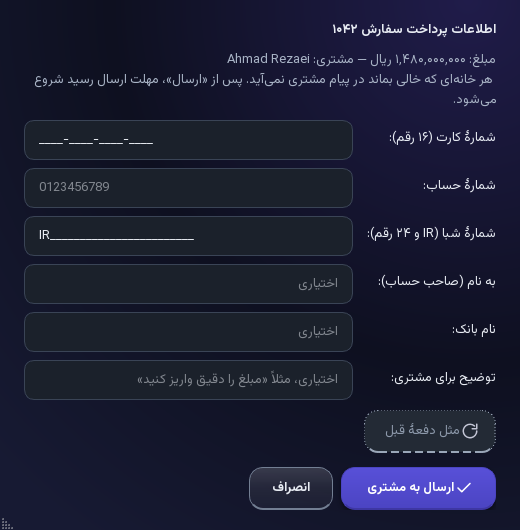 اطلاعات پرداخت سفارش ۱۰۴۲
مبلغ: ۱,۴۸۰,۰۰۰,۰۰۰ ریال — مشتری: Ahmad Rezaei
هر خانه‌ای که خالی بماند در پیام مشتری نمی‌آید. پس از «ارسال»، مهلت ارسال رسید شروع
می‌شود.
شمارهٔ کارت (۱۶ رقم):
____-____-____-____
شمارهٔ حساب:
0123456789
شمارهٔ شبا (IR و ۲۴ رقم):
IR________________________
به نام (صاحب حساب):
اختیاری
نام بانک:
اختیاری
توضیح برای مشتری:
اختیاری، مثلاً «مبلغ را دقیق واریز کنید»
مثل دفعهٔ قبل
ارسال به مشتری
انصراف